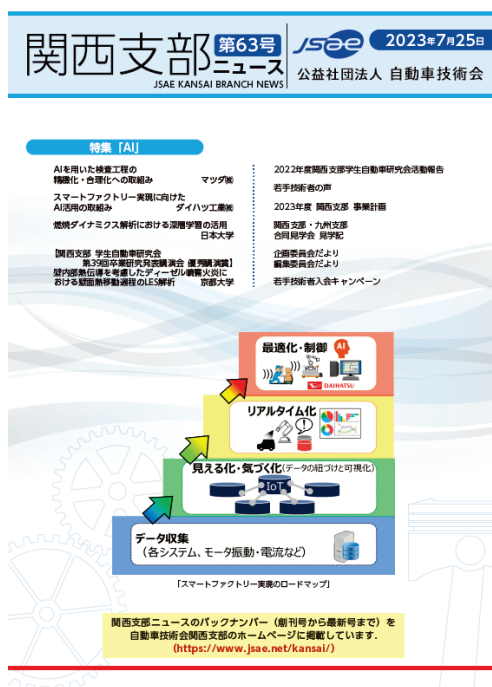 関西支部 第63号 ニュース
JSAE KANSAI BRANCH NEWS
jsae 2023年7月25日
公益社団法人 自動車技術会
特集「AI」
AIを用いた検査工程の
精緻化・合理化への取組み マツダ㈱
スマートファクトリー実現に向けた
AI活用の取組み ダイハツ工業㈱
燃焼ダイナミクス解析における深層学習の活用
日本大学
【関西支部 学生自動車研究会
第39回卒業研究発表講演会 優秀講演賞】
壁内部熱伝導を考慮したディーゼル噴霧火炎に
おける壁面熱移動過程のLES解析 京都大学
2022年度関西支部学生自動車研究会活動報告
若手技術者の声
2023年度 関西支部 事業計画
関西支部・九州支部
合同見学会 見学記
企画委員会だより
編集委員会だより
若手技術者入会キャンペーン
最適化・制御
AI
DAIHATSU
リアルタイム化
見える化・気づく化(データの紐づけと可視化)
IoT
データ収集
(各システム、モータ振動・電流など)
「スマートファクトリー実現のロードマップ」
関西支部ニュースのバックナンバー（創刊号から最新号まで）を
自動車技術会関西支部のホームページに掲載しています．
(https://www.jsae.net/kansai/)